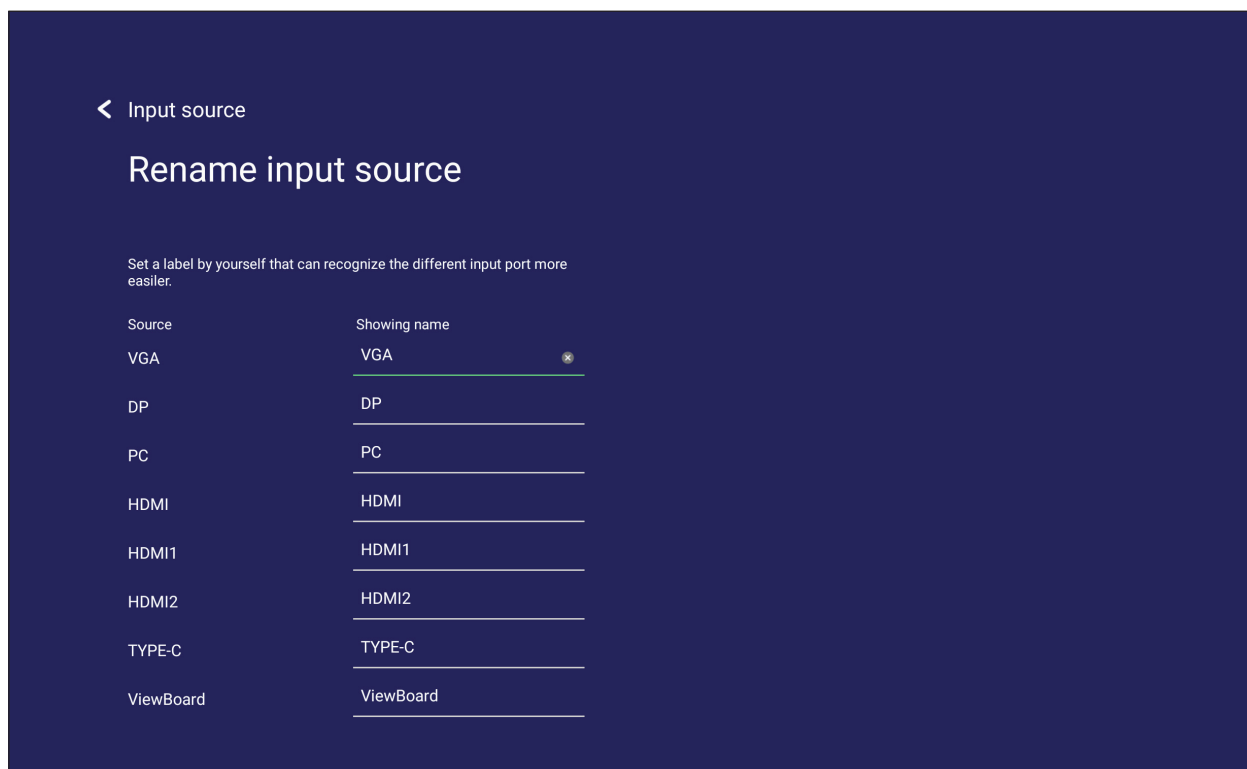 Input source
Rename input source
Set a label by yourself that can recognize the different input port more
easiler.
Source Showing name
VGA VGA
DP DP
PC PC
HDMI HDMI
HDMI1 HDMI1
HDMI2 HDMI2
TYPE-C TYPE-C
ViewBoard ViewBoard